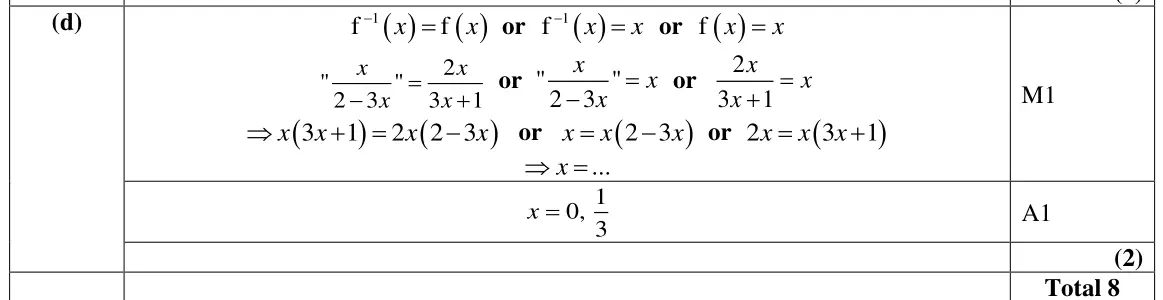 (d) f⁻¹(x) = f(x) or f⁻¹(x) = x or f(x) = x
"x/(2−3x)" = 2x/(3x+1) or "x/(2−3x)" = x or 2x/(3x+1) = x M1
⇒ x(3x+1) = 2x(2−3x) or x = x(2−3x) or 2x = x(3x+1)
⇒ x = ...
x = 0, 1/3 A1
(2)
Total 8